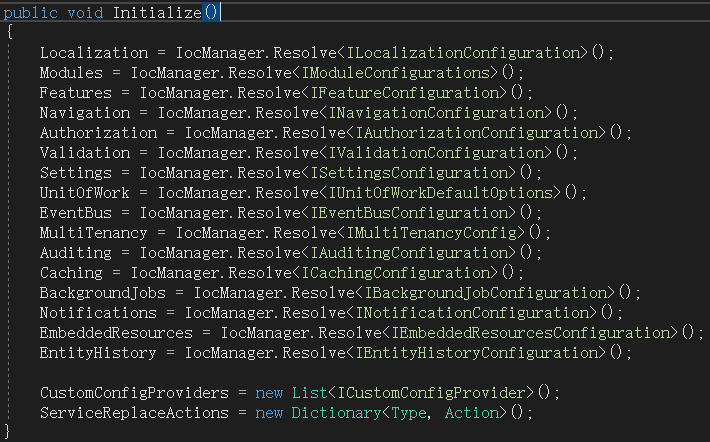 public void Initialize()
{
Localization = IocManager.Resolve<ILocalizationConfiguration>();
Modules = IocManager.Resolve<IModuleConfigurations>();
Features = IocManager.Resolve<IFeatureConfiguration>();
Navigation = IocManager.Resolve<INavigationConfiguration>();
Authorization = IocManager.Resolve<IAuthorizationConfiguration>();
Validation = IocManager.Resolve<IValidationConfiguration>();
Settings = IocManager.Resolve<ISettingsConfiguration>();
UnitOfWork = IocManager.Resolve<IUnitOfWorkDefaultOptions>();
EventBus = IocManager.Resolve<IEventBusConfiguration>();
MultiTenancy = IocManager.Resolve<IMultiTenancyConfig>();
Auditing = IocManager.Resolve<IAuditingConfiguration>();
Caching = IocManager.Resolve<ICachingConfiguration>();
BackgroundJobs = IocManager.Resolve<IBackgroundJobConfiguration>();
Notifications = IocManager.Resolve<INotificationConfiguration>();
EmbeddedResources = IocManager.Resolve<IEmbeddedResourcesConfiguration>();
EntityHistory = IocManager.Resolve<IEntityHistoryConfiguration>();
CustomConfigProviders = new List<ICustomConfigProvider>();
ServiceReplaceActions = new Dictionary<Type, Action>();
}